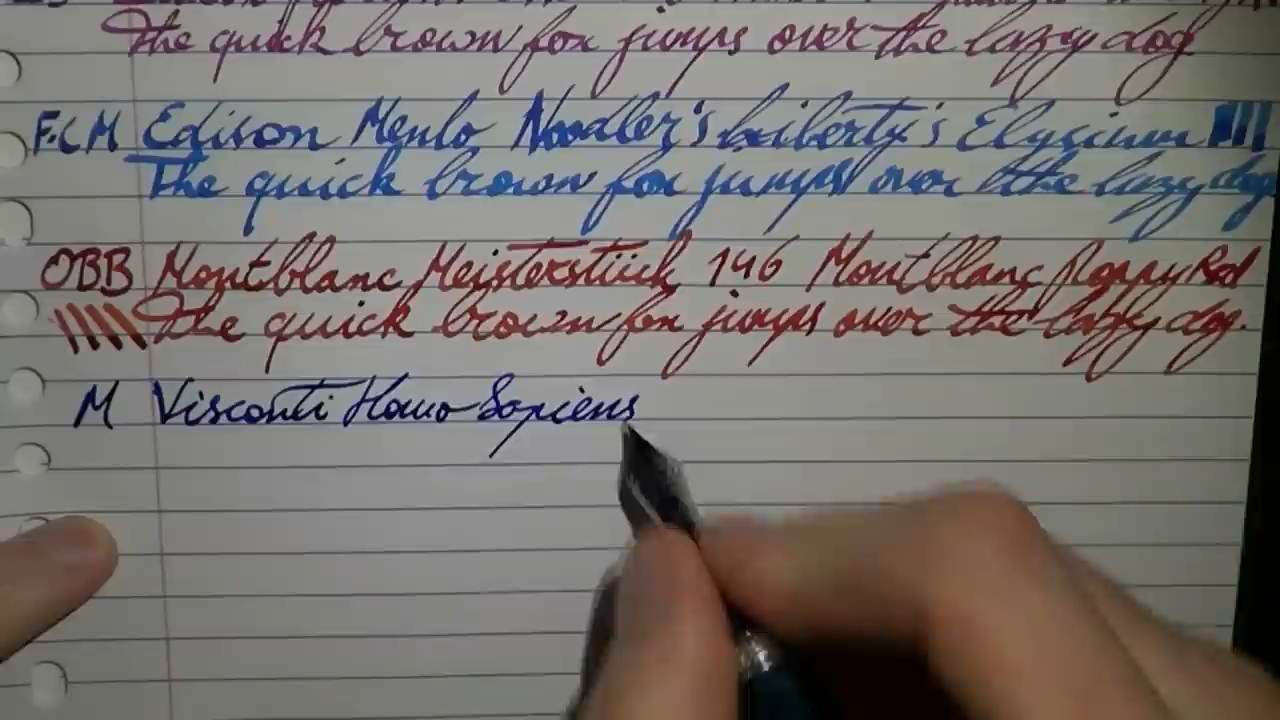 The quick brown fox jumps over the lazy dog
F.C M Edison Menlo Noodler's Liberty's Elysium
The quick brown fox jumps over the lazy dog
OBB Montblanc Meisterstück 146 Montblanc Poppy Red
The quick brown fox jumps over the lazy dog.
M Visconti Homo Sapiens